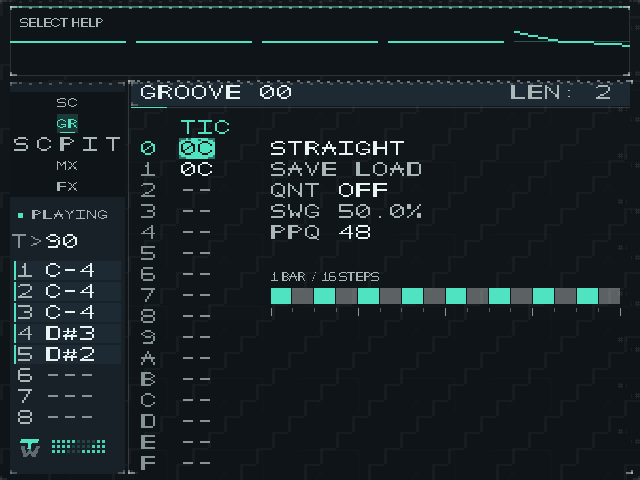 SELECT HELP
GROOVE 00 LEN: 2
SC
GR
SCPIT
MX
FX
PLAYING
T>90
1 C-4
2 C-4
3 C-4
4 D#3
5 D#2
6 ---
7 ---
8 ---
TW
TIC
0 0C STRAIGHT
1 0C SAVE LOAD
2 -- QNT OFF
3 -- SWG 50.0%
4 -- PPQ 48
5 --
6 -- 1 BAR / 16 STEPS
7 --
8 --
9 --
A --
B --
C --
D --
E --
F --